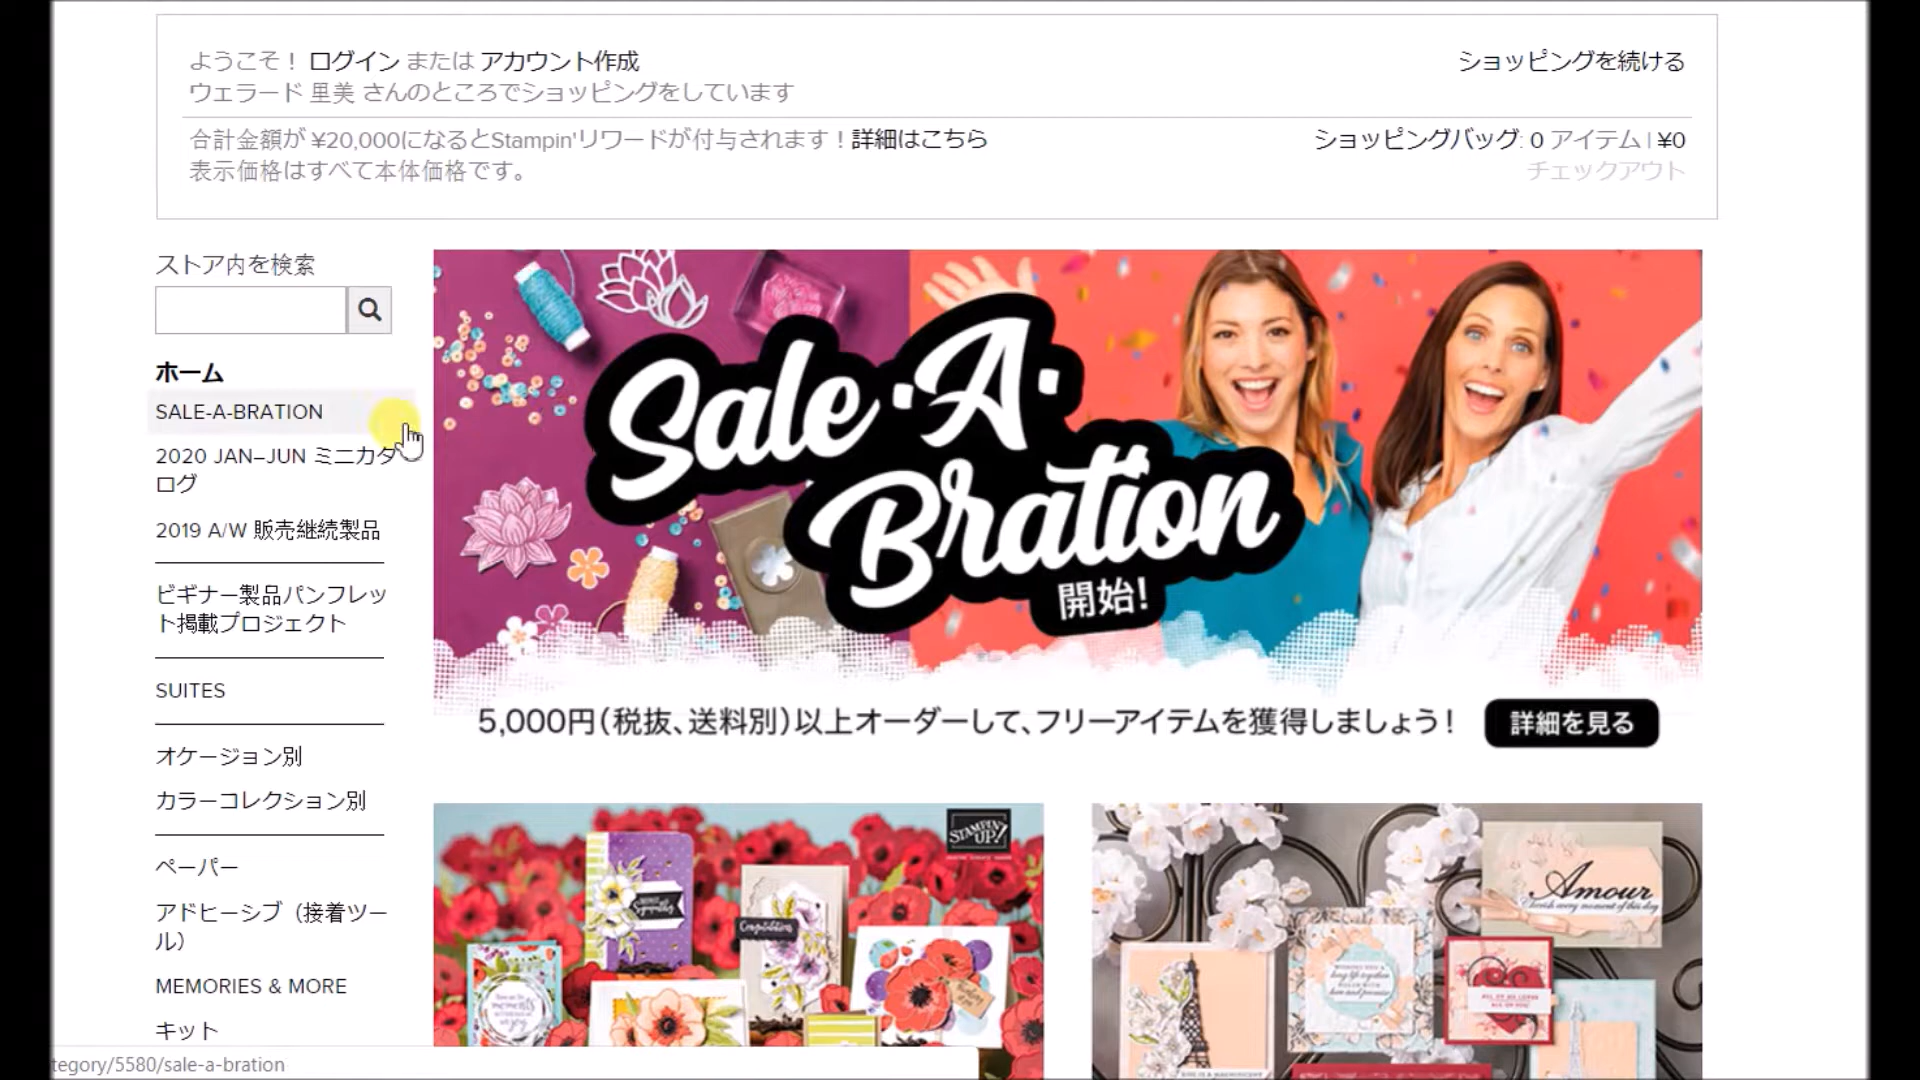 ようこそ！ ログイン または アカウント作成
ショッピングを続ける
ウェラード 里美 さんのところでショッピングをしています
合計金額が ¥20,000になるとStampin'リワードが付与されます！詳細はこちら
ショッピングバッグ: 0 アイテム | ¥0
表示価格はすべて本体価格です。
チェックアウト
ストア内を検索
ホーム
SALE-A-BRATION
2020 JAN–JUN ミニカタ
ログ
2019 A/W 販売継続製品
ビギナー製品パンフレッ
ト掲載プロジェクト
SUITES
オケージョン別
カラーコレクション別
ペーパー
アドヒーシブ（接着ツー
ル）
MEMORIES & MORE
キット
Sale·A·
Bration
開始!
5,000円(税抜、送料別)以上オーダーして、フリーアイテムを獲得しましょう!
詳細を見る
STAMPIN'
UP!
Sympathy
moments
Amour
Cherish every moment of this day
tegory/5580/sale-a-bration